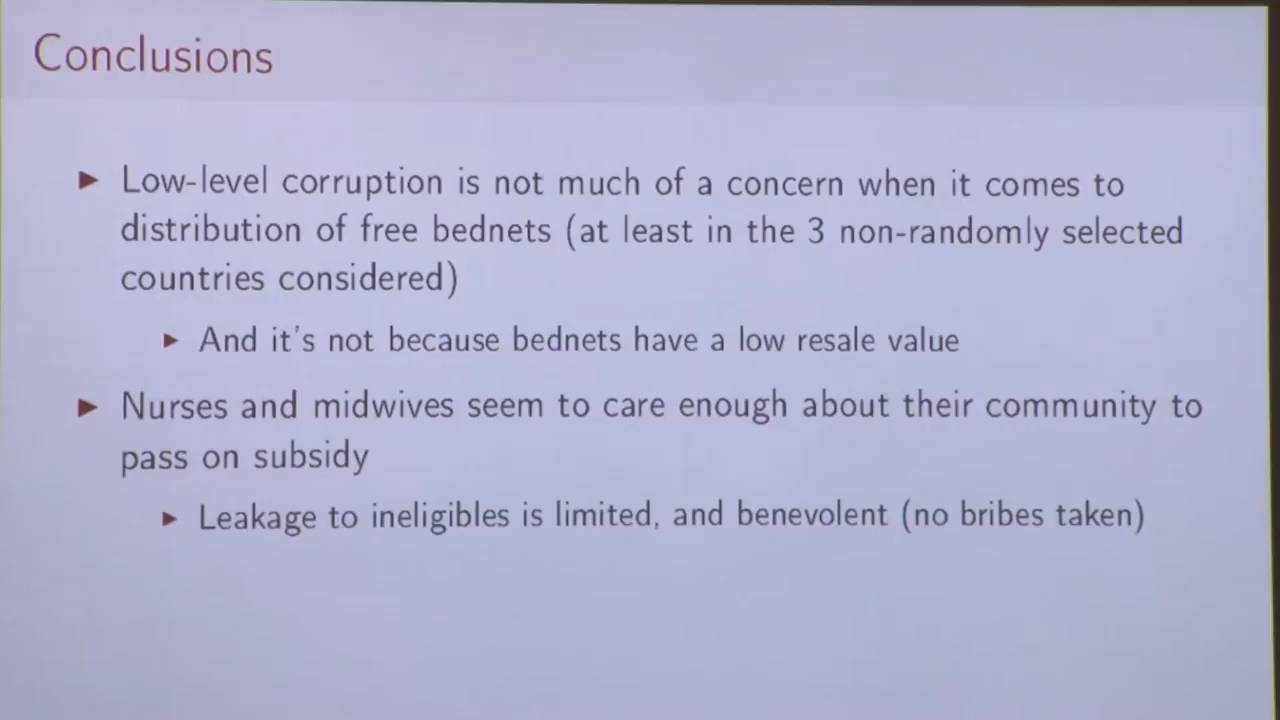 Conclusions
► Low-level corruption is not much of a concern when it comes to
distribution of free bednets (at least in the 3 non-randomly selected
countries considered)
► And it's not because bednets have a low resale value
► Nurses and midwives seem to care enough about their community to
pass on subsidy
► Leakage to ineligibles is limited, and benevolent (no bribes taken)